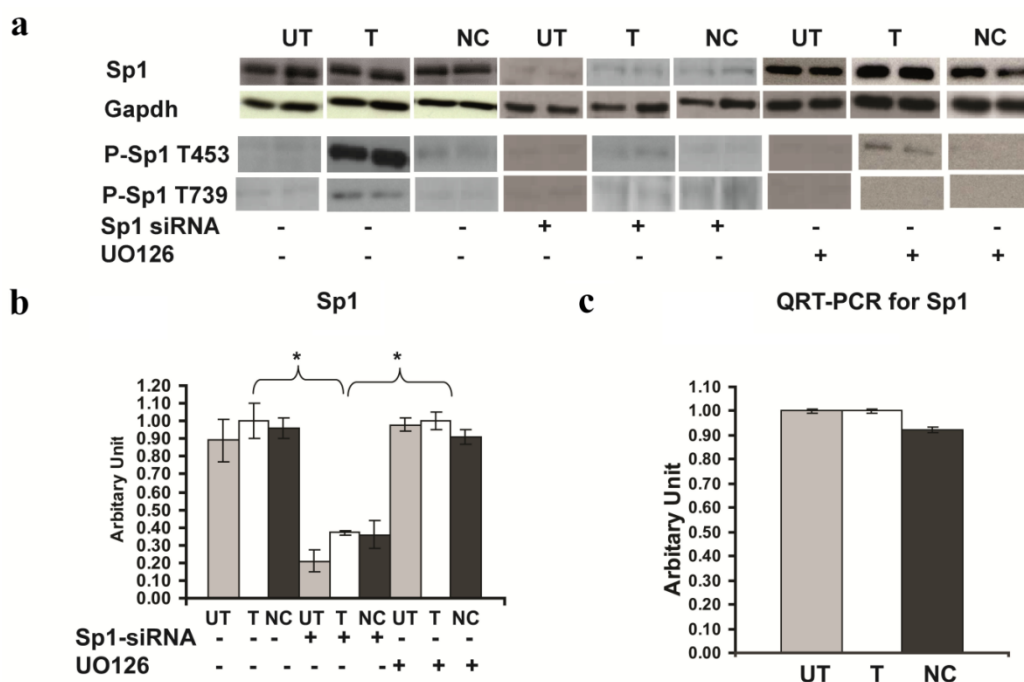 a
UT T NC UT T NC UT T NC
Sp1
Gapdh
P-Sp1 T453
P-Sp1 T739
Sp1 siRNA - - - + + + - - -
UO126 - - - - - - + + +
b
Sp1
* *
Arbitary Unit
1.20
1.10
1.00
0.90
0.80
0.70
0.60
0.50
0.40
0.30
0.20
0.10
0.00
UT T NC UT T NC UT T NC
Sp1-siRNA - - - + + + - - -
UO126 - - - - - - + + +
c
QRT-PCR for Sp1
Arbitary Unit
1.10
1.00
0.90
0.80
0.70
0.60
0.50
0.40
0.30
0.20
0.10
0.00
UT T NC